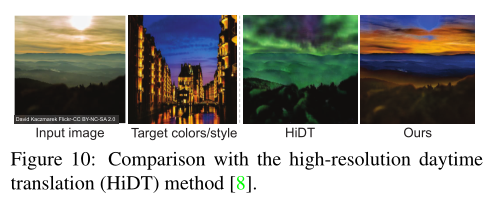 David Kaczmarek Flickr-CC BY-NC-SA 2.0
Input image
Target colors/style
HiDT
Ours
Figure 10: Comparison with the high-resolution daytime
translation (HiDT) method [8].